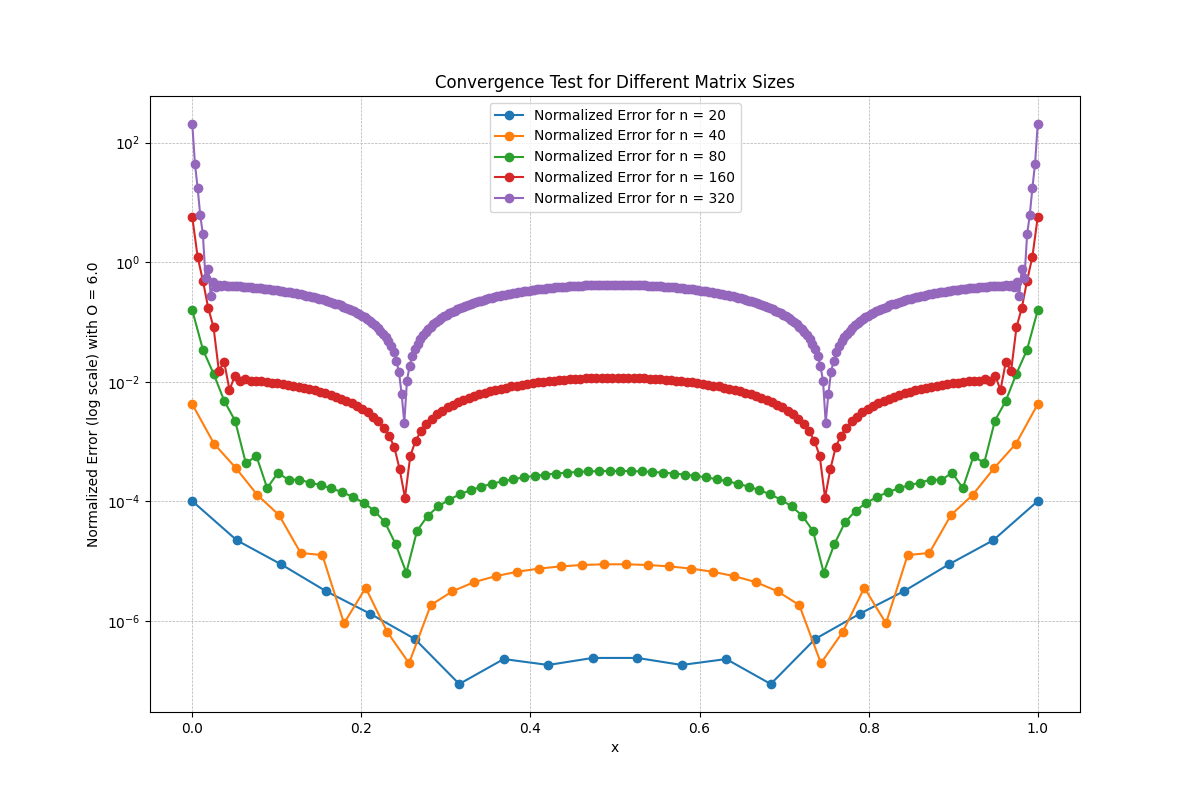 Convergence Test for Different Matrix Sizes
Normalized Error for n = 20
Normalized Error for n = 40
Normalized Error for n = 80
Normalized Error for n = 160
Normalized Error for n = 320
Normalized Error (log scale) with O = 6.0
10²
10⁰
10⁻²
10⁻⁴
10⁻⁶
0.0 0.2 0.4 0.6 0.8 1.0
x